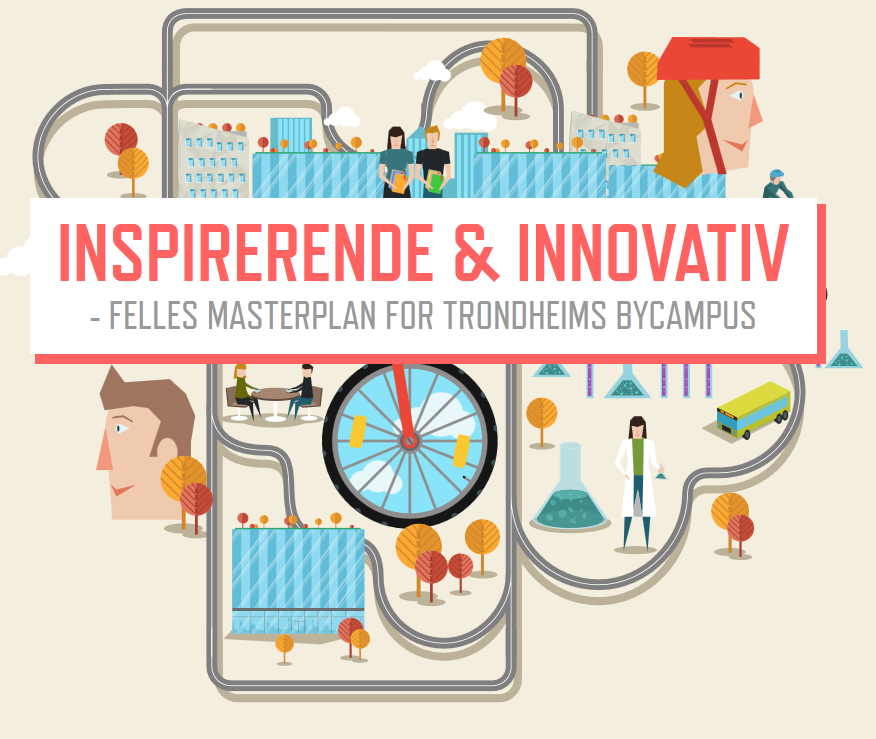 INSPIRERENDE & INNOVATIV
- FELLES MASTERPLAN FOR TRONDHEIMS BYCAMPUS